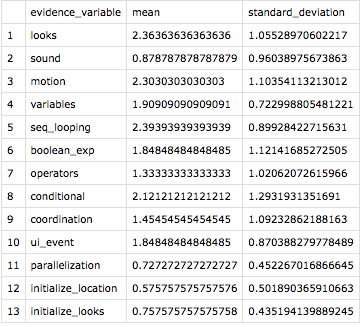 evidence_variable mean standard_deviation
1 looks 2.36363636363636 1.05528970602217
2 sound 0.878787878787879 0.96038975673863
3 motion 2.3030303030303 1.10354113213012
4 variables 1.90909090909091 0.722998805481221
5 seq_looping 2.39393939393939 0.89928422715631
6 boolean_exp 1.84848484848485 1.12141685272505
7 operators 1.33333333333333 1.02062072615966
8 conditional 2.12121212121212 1.2931931351691
9 coordination 1.45454545454545 1.09232862188163
10 ui_event 1.84848484848485 0.870388279778489
11 parallelization 0.727272727272727 0.452267016866645
12 initialize_location 0.575757575757576 0.501890365910663
13 initialize_looks 0.757575757575758 0.435194139889245